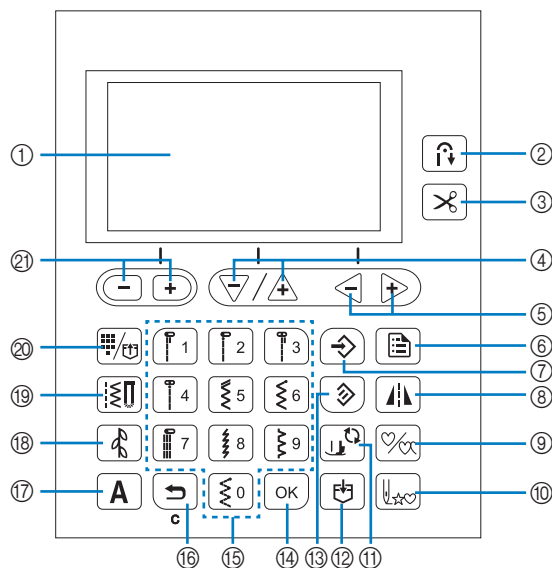 ①
②
③
④
㉑ − + − / + − +
⑤
⑳ 1 2 3 ⑥
⑦
⑲ 4 5 6 ⑧
⑱ 7 8 9 ⑨
⑰ A 0 OK ⑩
C
⑯ ⑮ ⑭ ⑬ ⑫ ⑪